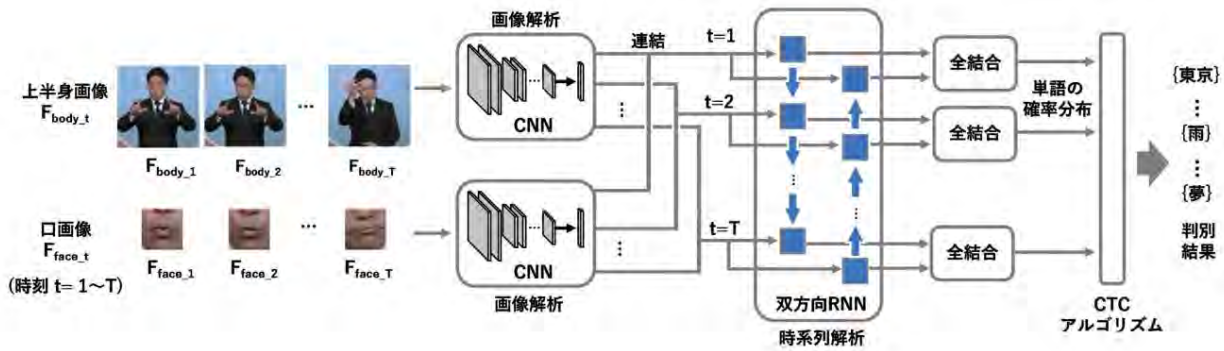 画像解析
連結
t=1
上半身画像
F_body_t
...
CNN
...
t=2
全結合
単語の
確率分布
全結合
{東京}
...
{雨}
...
{夢}
F_body_1
F_body_2
F_body_T
...
...
口画像
F_face_t
...
CNN
...
t=T
全結合
判別
結果
F_face_1
F_face_2
F_face_T
(時刻 t= 1〜T)
画像解析
双方向RNN
時系列解析
CTC
アルゴリズム